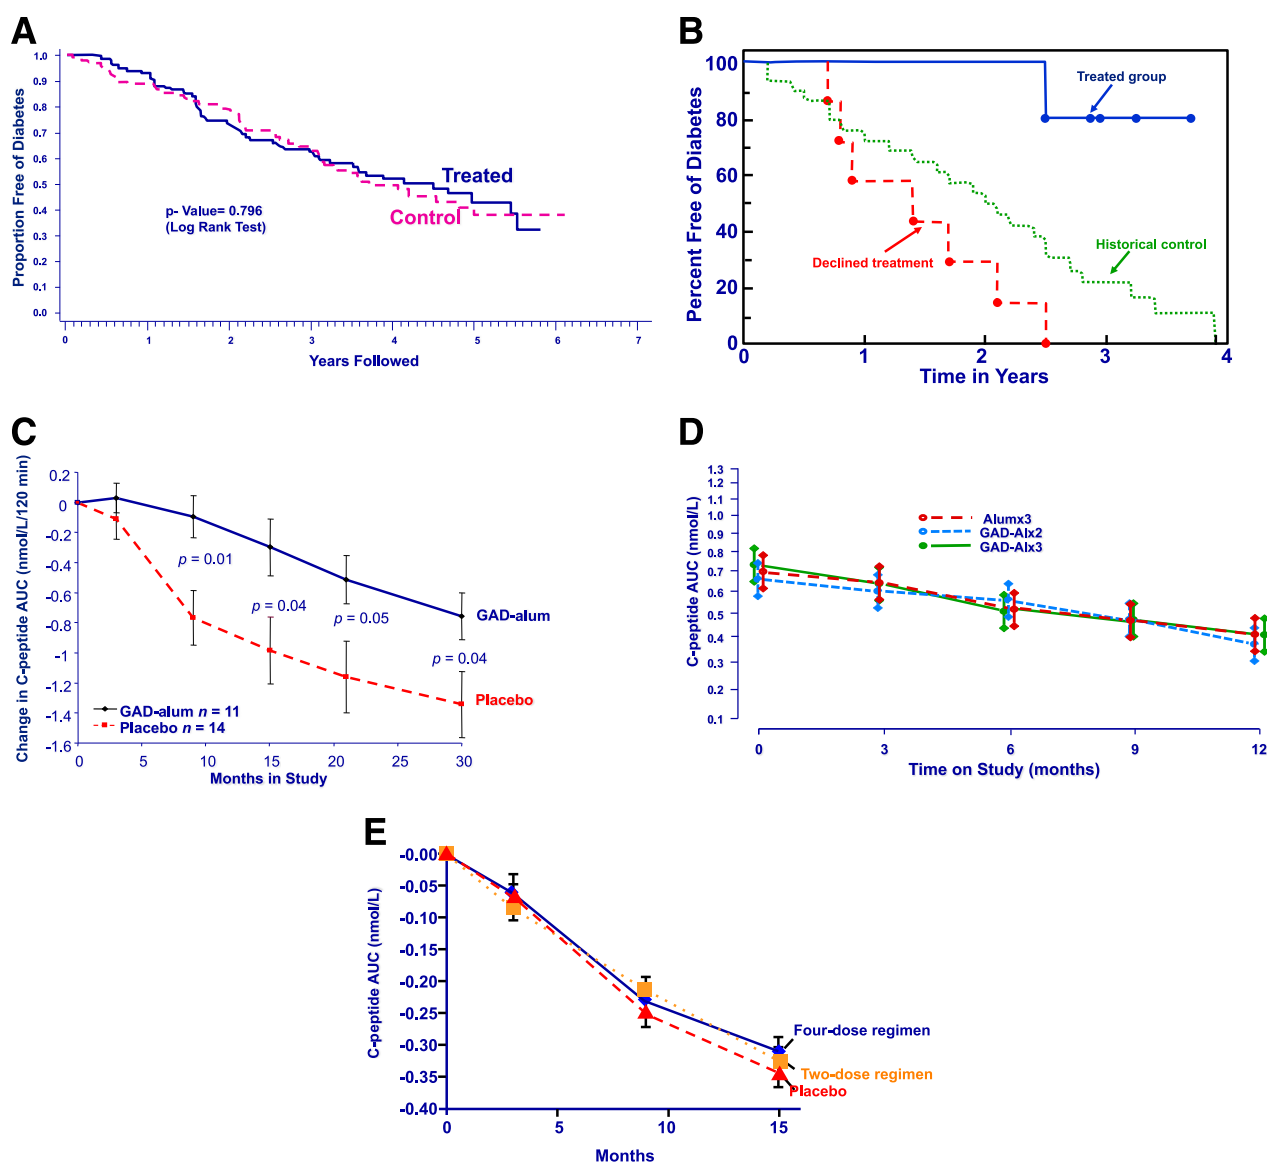 A
1.0
0.9
0.8
0.7
0.6
0.5
0.4
0.3
0.2
0.1
0.0
Proportion Free of Diabetes
Treated
Control
p- Value= 0.796
(Log Rank Test)
0 1 2 3 4 5 6 7
Years Followed
B
100
80
60
40
20
0
Percent Free of Diabetes
Treated group
Declined treatment
Historical control
0 1 2 3 4
Time in Years
C
0.2
0
-0.2
-0.4
-0.6
-0.8
-1
-1.2
-1.4
-1.6
Change in C-peptide AUC (nmol/L/120 min)
p = 0.01
p = 0.04
p = 0.05
p = 0.04
GAD-alum
Placebo
GAD-alum n = 11
Placebo n = 14
0 5 10 15 20 25 30
Months in Study
D
1.3
1.2
1.1
1.0
0.9
0.8
0.7
0.6
0.5
0.4
0.3
0.2
0.1
C-peptide AUC (nmol/L)
Alumx3
GAD-Alx2
GAD-Alx3
0 3 6 9 12
Time on Study (months)
E
-0.00
-0.05
-0.10
-0.15
-0.20
-0.25
-0.30
-0.35
-0.40
C-peptide AUC (nmol/L)
Four-dose regimen
Two-dose regimen
Placebo
0 5 10 15
Months